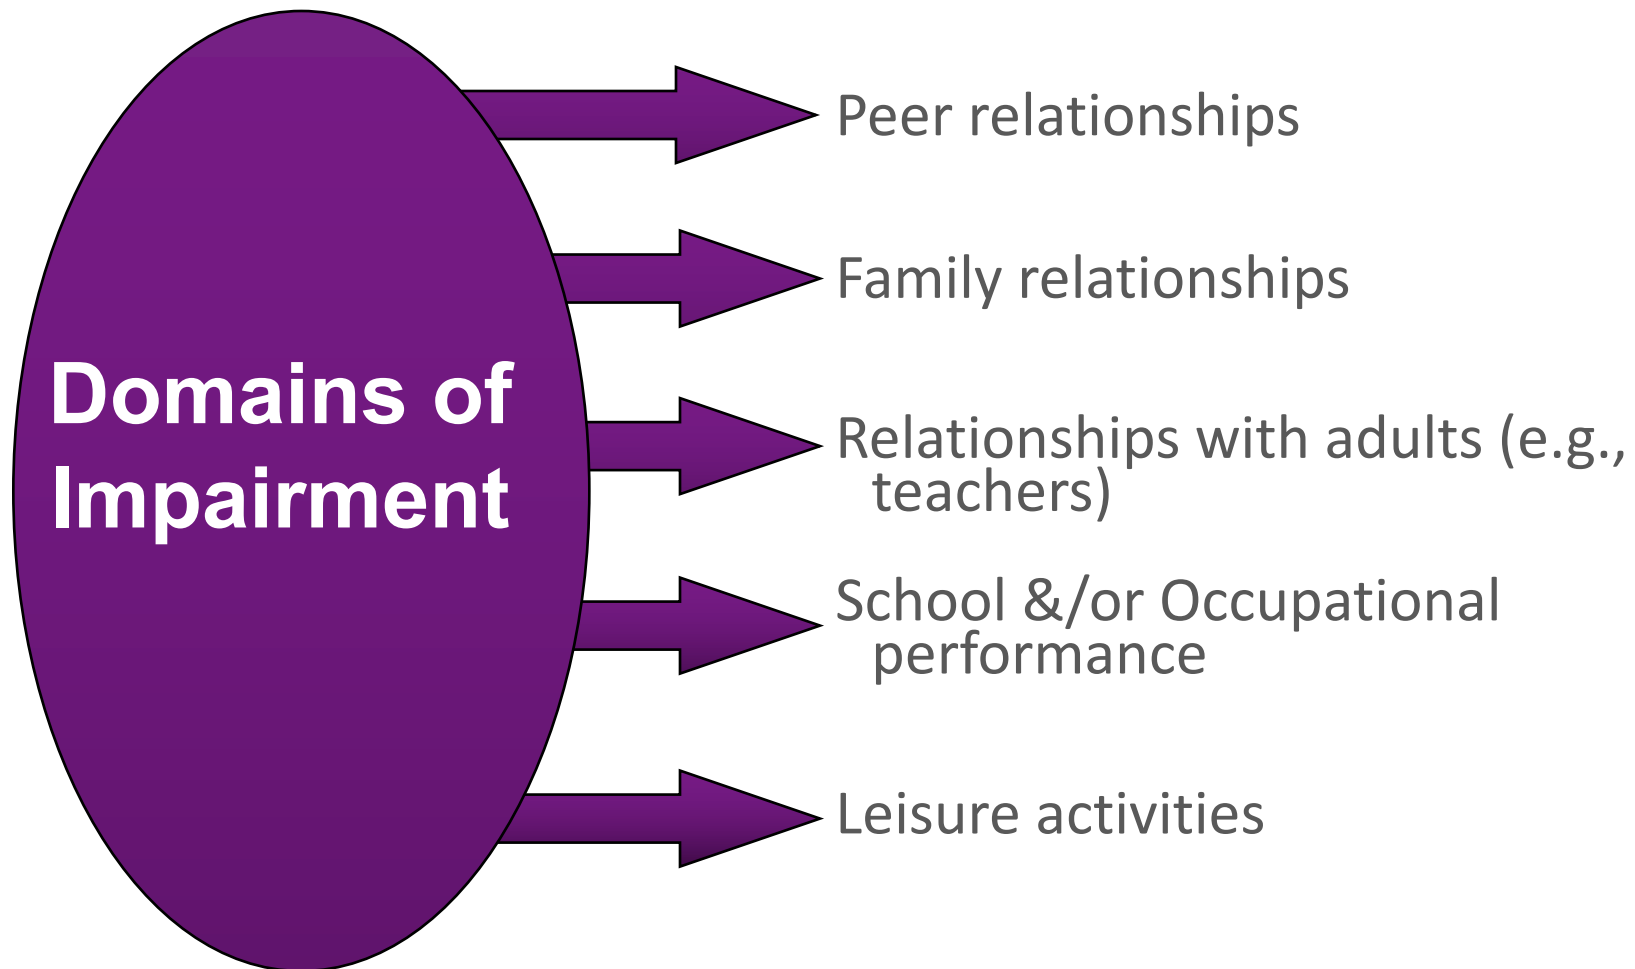 Domains of
Impairment
Peer relationships
Family relationships
Relationships with adults (e.g.,
teachers)
School &/or Occupational
performance
Leisure activities